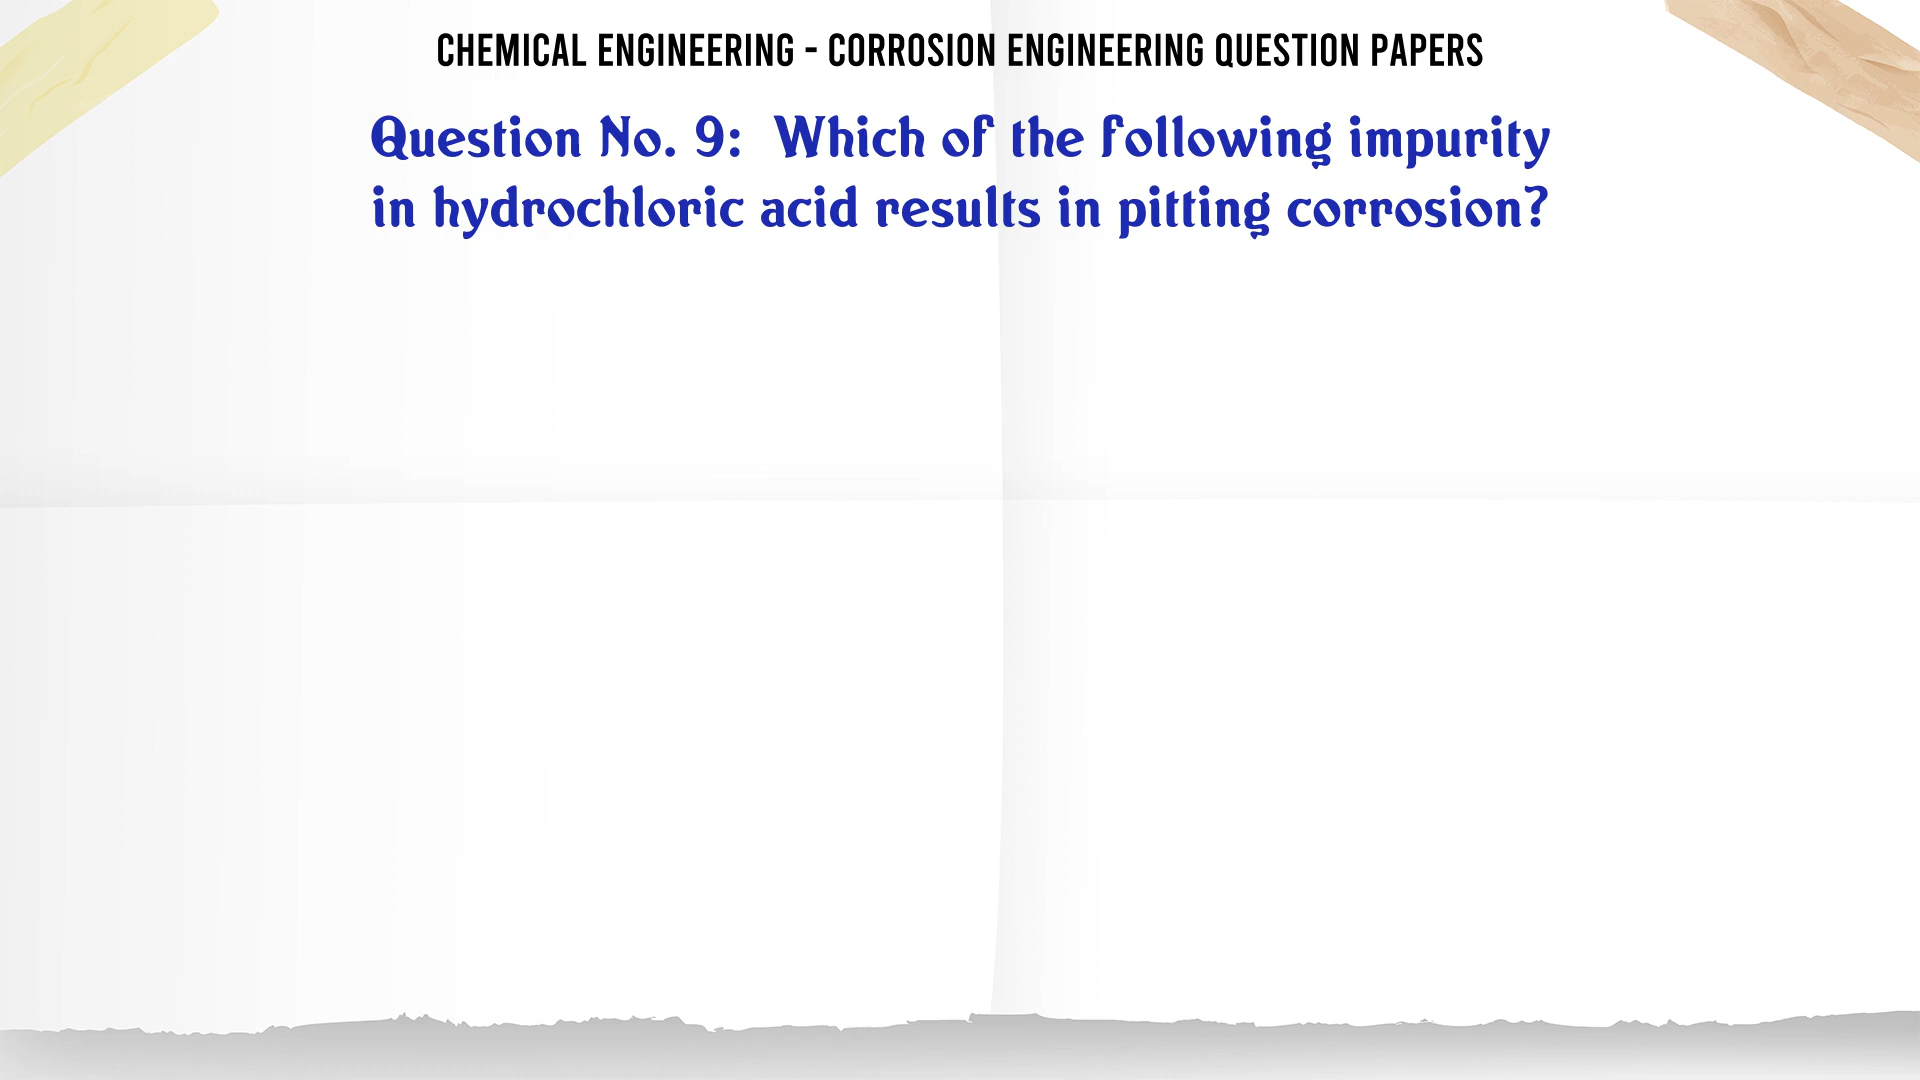 CHEMICAL ENGINEERING - CORROSION ENGINEERING QUESTION PAPERS
Question No. 9: Which of the following impurity
in hydrochloric acid results in pitting corrosion?